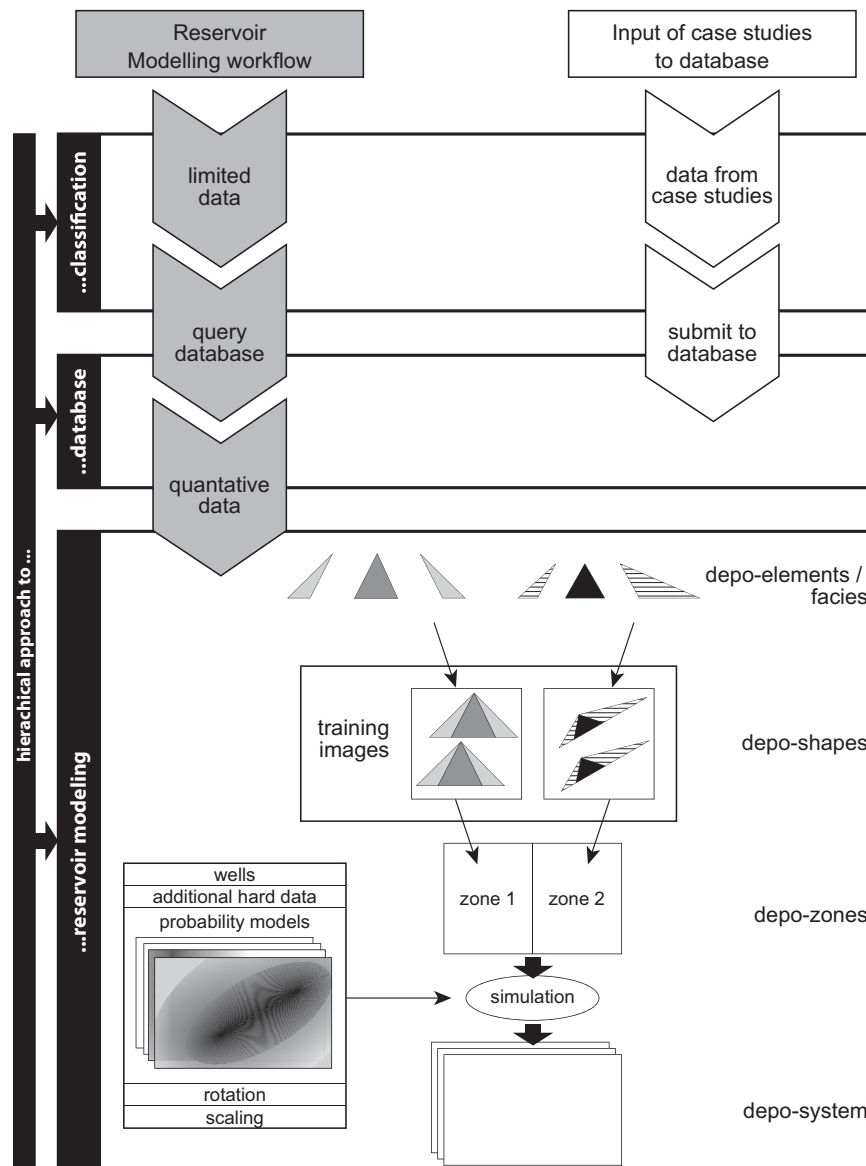 Reservoir
Modelling workflow
Input of case studies
to database
hierachical approach to ...
...classification
limited
data
data from
case studies
query
database
submit to
database
...database
quantative
data
...reservoir modeling
depo-elements /
facies
training
images
depo-shapes
wells
additional hard data
probability models
rotation
scaling
zone 1
zone 2
depo-zones
simulation
depo-system